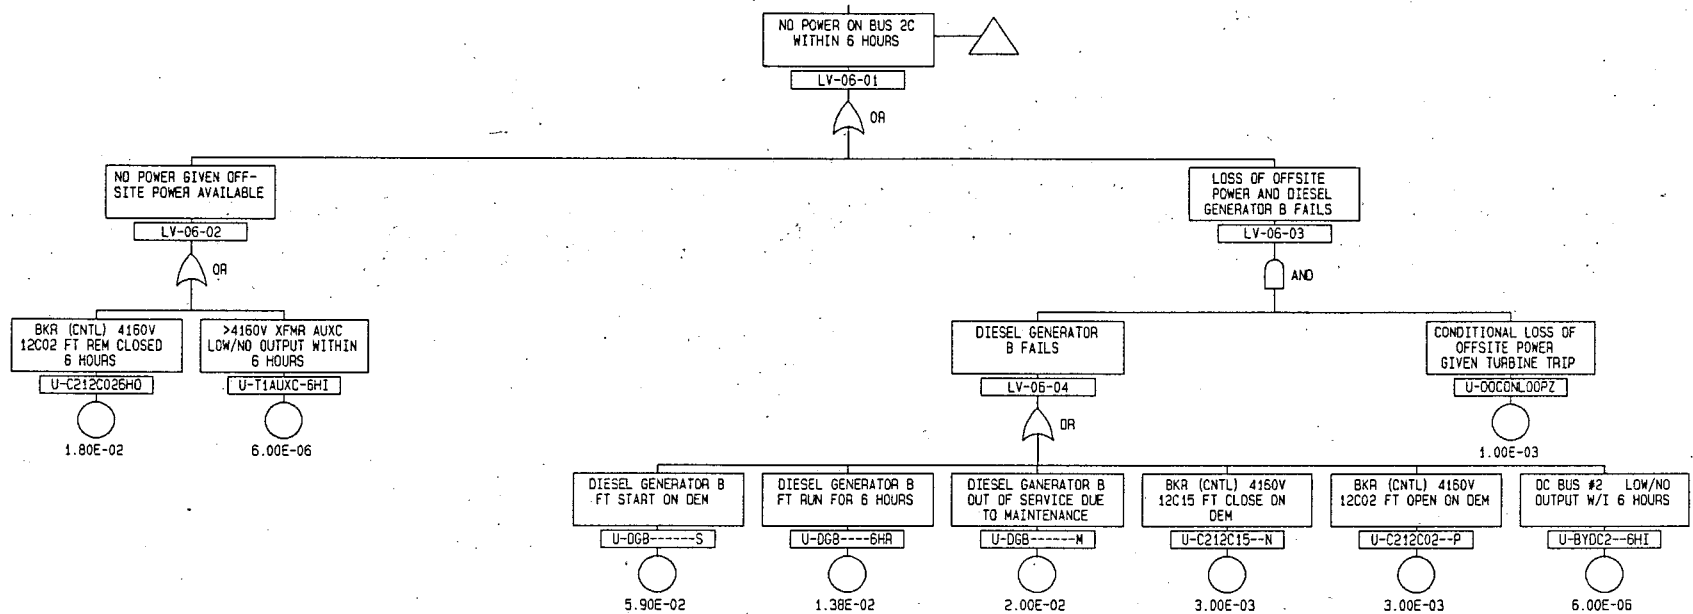 NO POWER ON BUS 2C
WITHIN 6 HOURS
LV-06-01
OR
NO POWER GIVEN OFF-
SITE POWER AVAILABLE
LV-06-02
OR
LOSS OF OFFSITE
POWER AND DIESEL
GENERATOR B FAILS
LV-06-03
AND
BKR (CNTL) 4160V
12C02 FT REM CLOSED
6 HOURS
U-C212C026HO
1.80E-02
>4160V XFMR AUXC
LOW/NO OUTPUT WITHIN
6 HOURS
U-T1AUXC-6HI
6.00E-06
DIESEL GENERATOR
B FAILS
LV-06-04
OR
CONDITIONAL LOSS OF
OFFSITE POWER
GIVEN TURBINE TRIP
U-OOCONLOOPZ
1.00E-03
DIESEL GENERATOR B
FT START ON DEM
U-DGB------S
5.90E-02
DIESEL GENERATOR B
FT RUN FOR 6 HOURS
U-DGB----6HR
1.38E-02
DIESEL GANERATOR B
OUT OF SERVICE DUE
TO MAINTENANCE
U-DGB------M
2.00E-02
BKR (CNTL) 4160V
12C15 FT CLOSE ON
DEM
U-C212C15--N
3.00E-03
BKR (CNTL) 4160V
12C02 FT OPEN ON DEM
U-C212C02--P
3.00E-03
DC BUS #2 LOW/NO
OUTPUT W/I 6 HOURS
U-BYDC2--6HI
6.00E-06